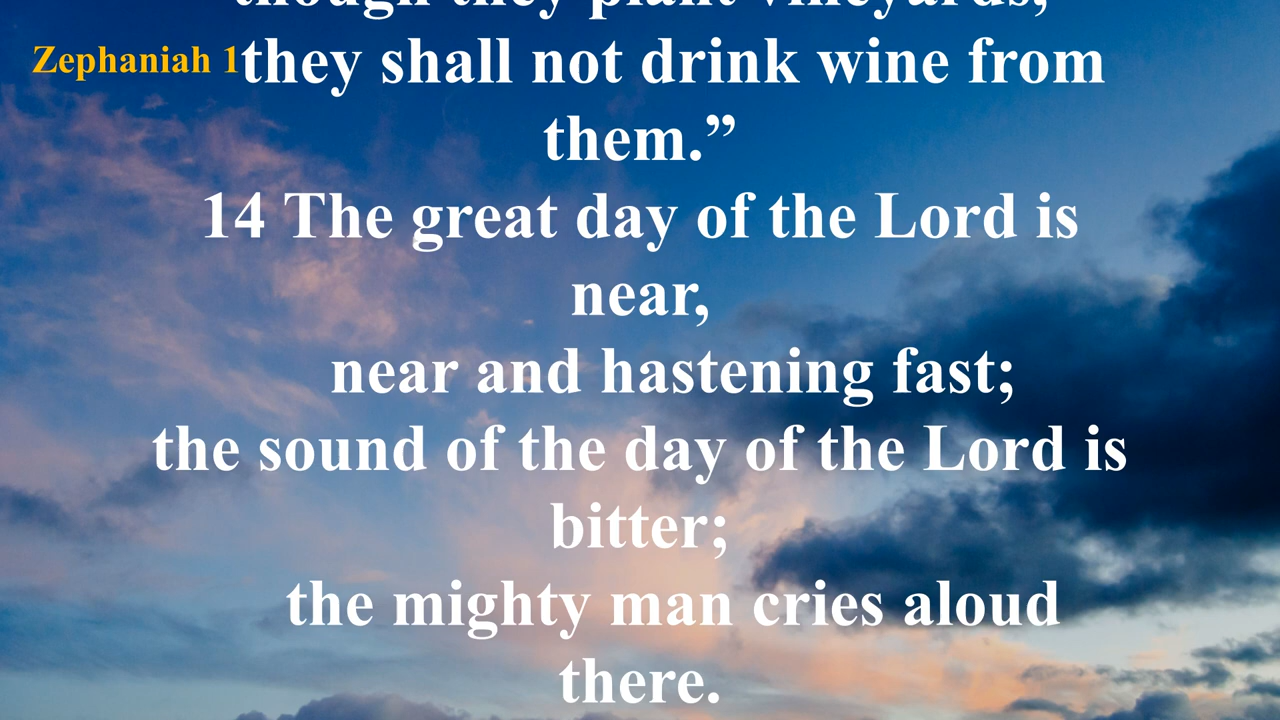 though they plant vineyards,
Zephaniah 1
they shall not drink wine from
them.”
14 The great day of the Lord is
near,
near and hastening fast;
the sound of the day of the Lord is
bitter;
the mighty man cries aloud
there.